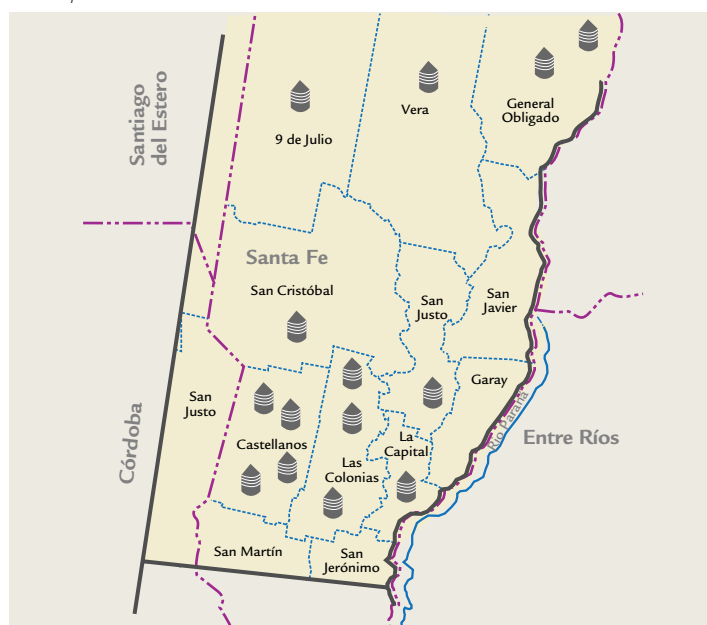 Santiago
del Estero
9 de Julio
Vera
General
Obligado
Santa Fe
San Cristóbal
San
Justo
San
Javier
San
Justo
Garay
Castellanos
La
Capital
Las
Colonias
Córdoba
Río Paraná
Entre Ríos
San Martín
San
Jerónimo